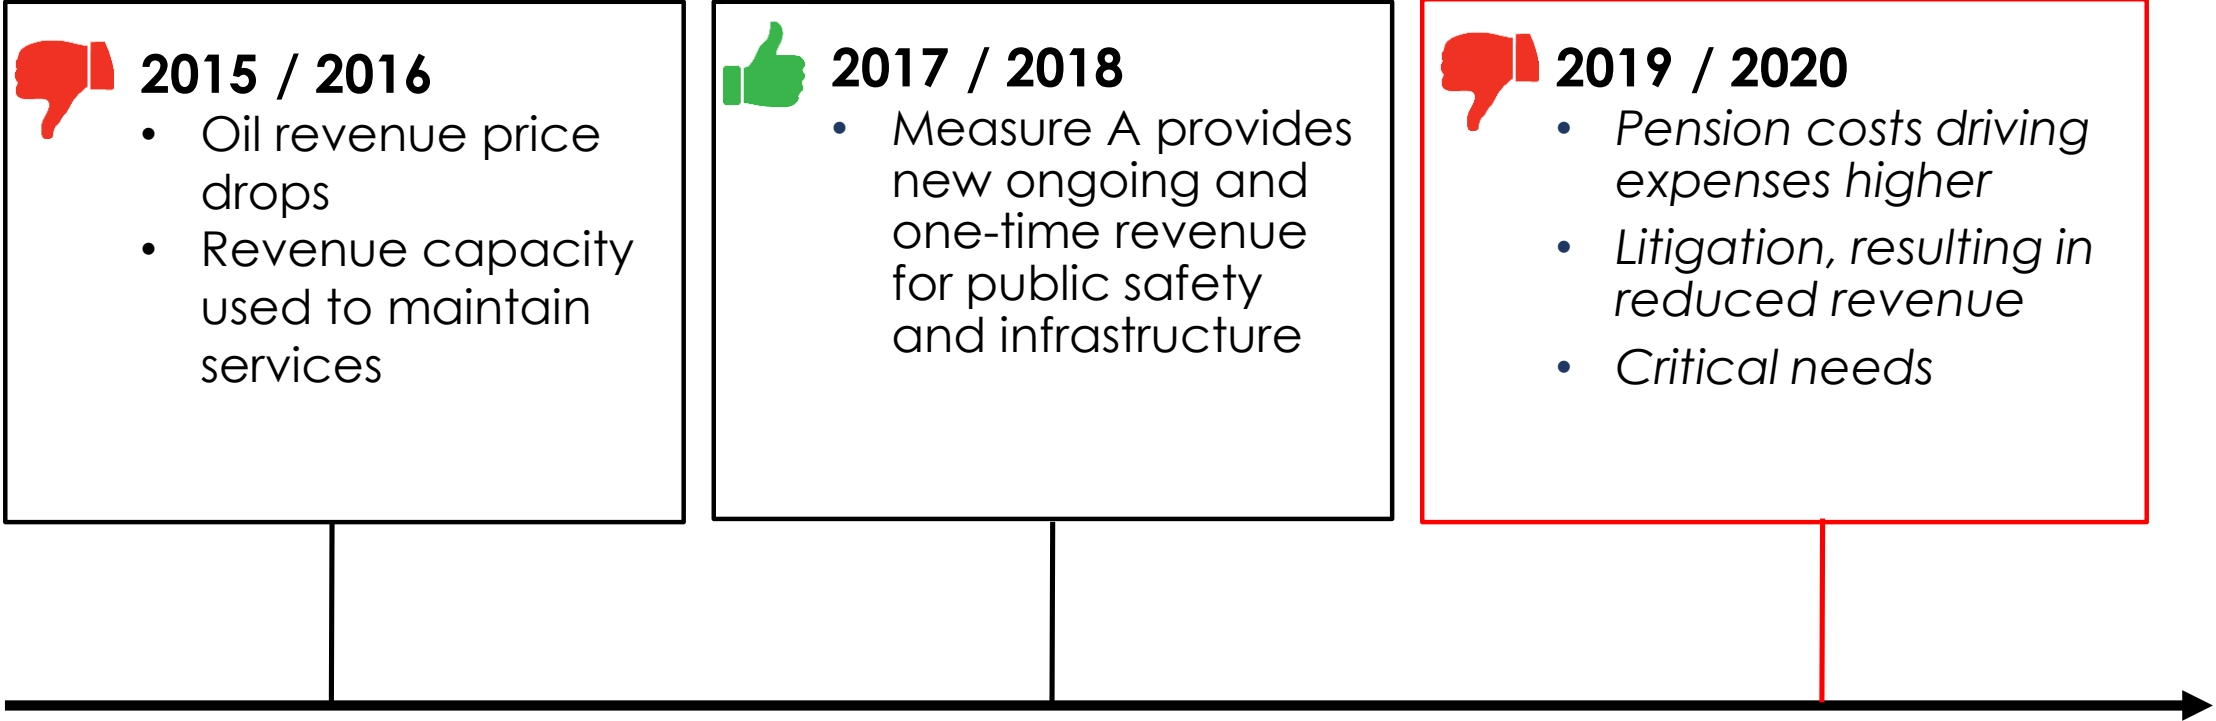 2015 / 2016
• Oil revenue price
drops
• Revenue capacity
used to maintain
services
2017 / 2018
• Measure A provides
new ongoing and
one-time revenue
for public safety
and infrastructure
2019 / 2020
• Pension costs driving
expenses higher
• Litigation, resulting in
reduced revenue
• Critical needs